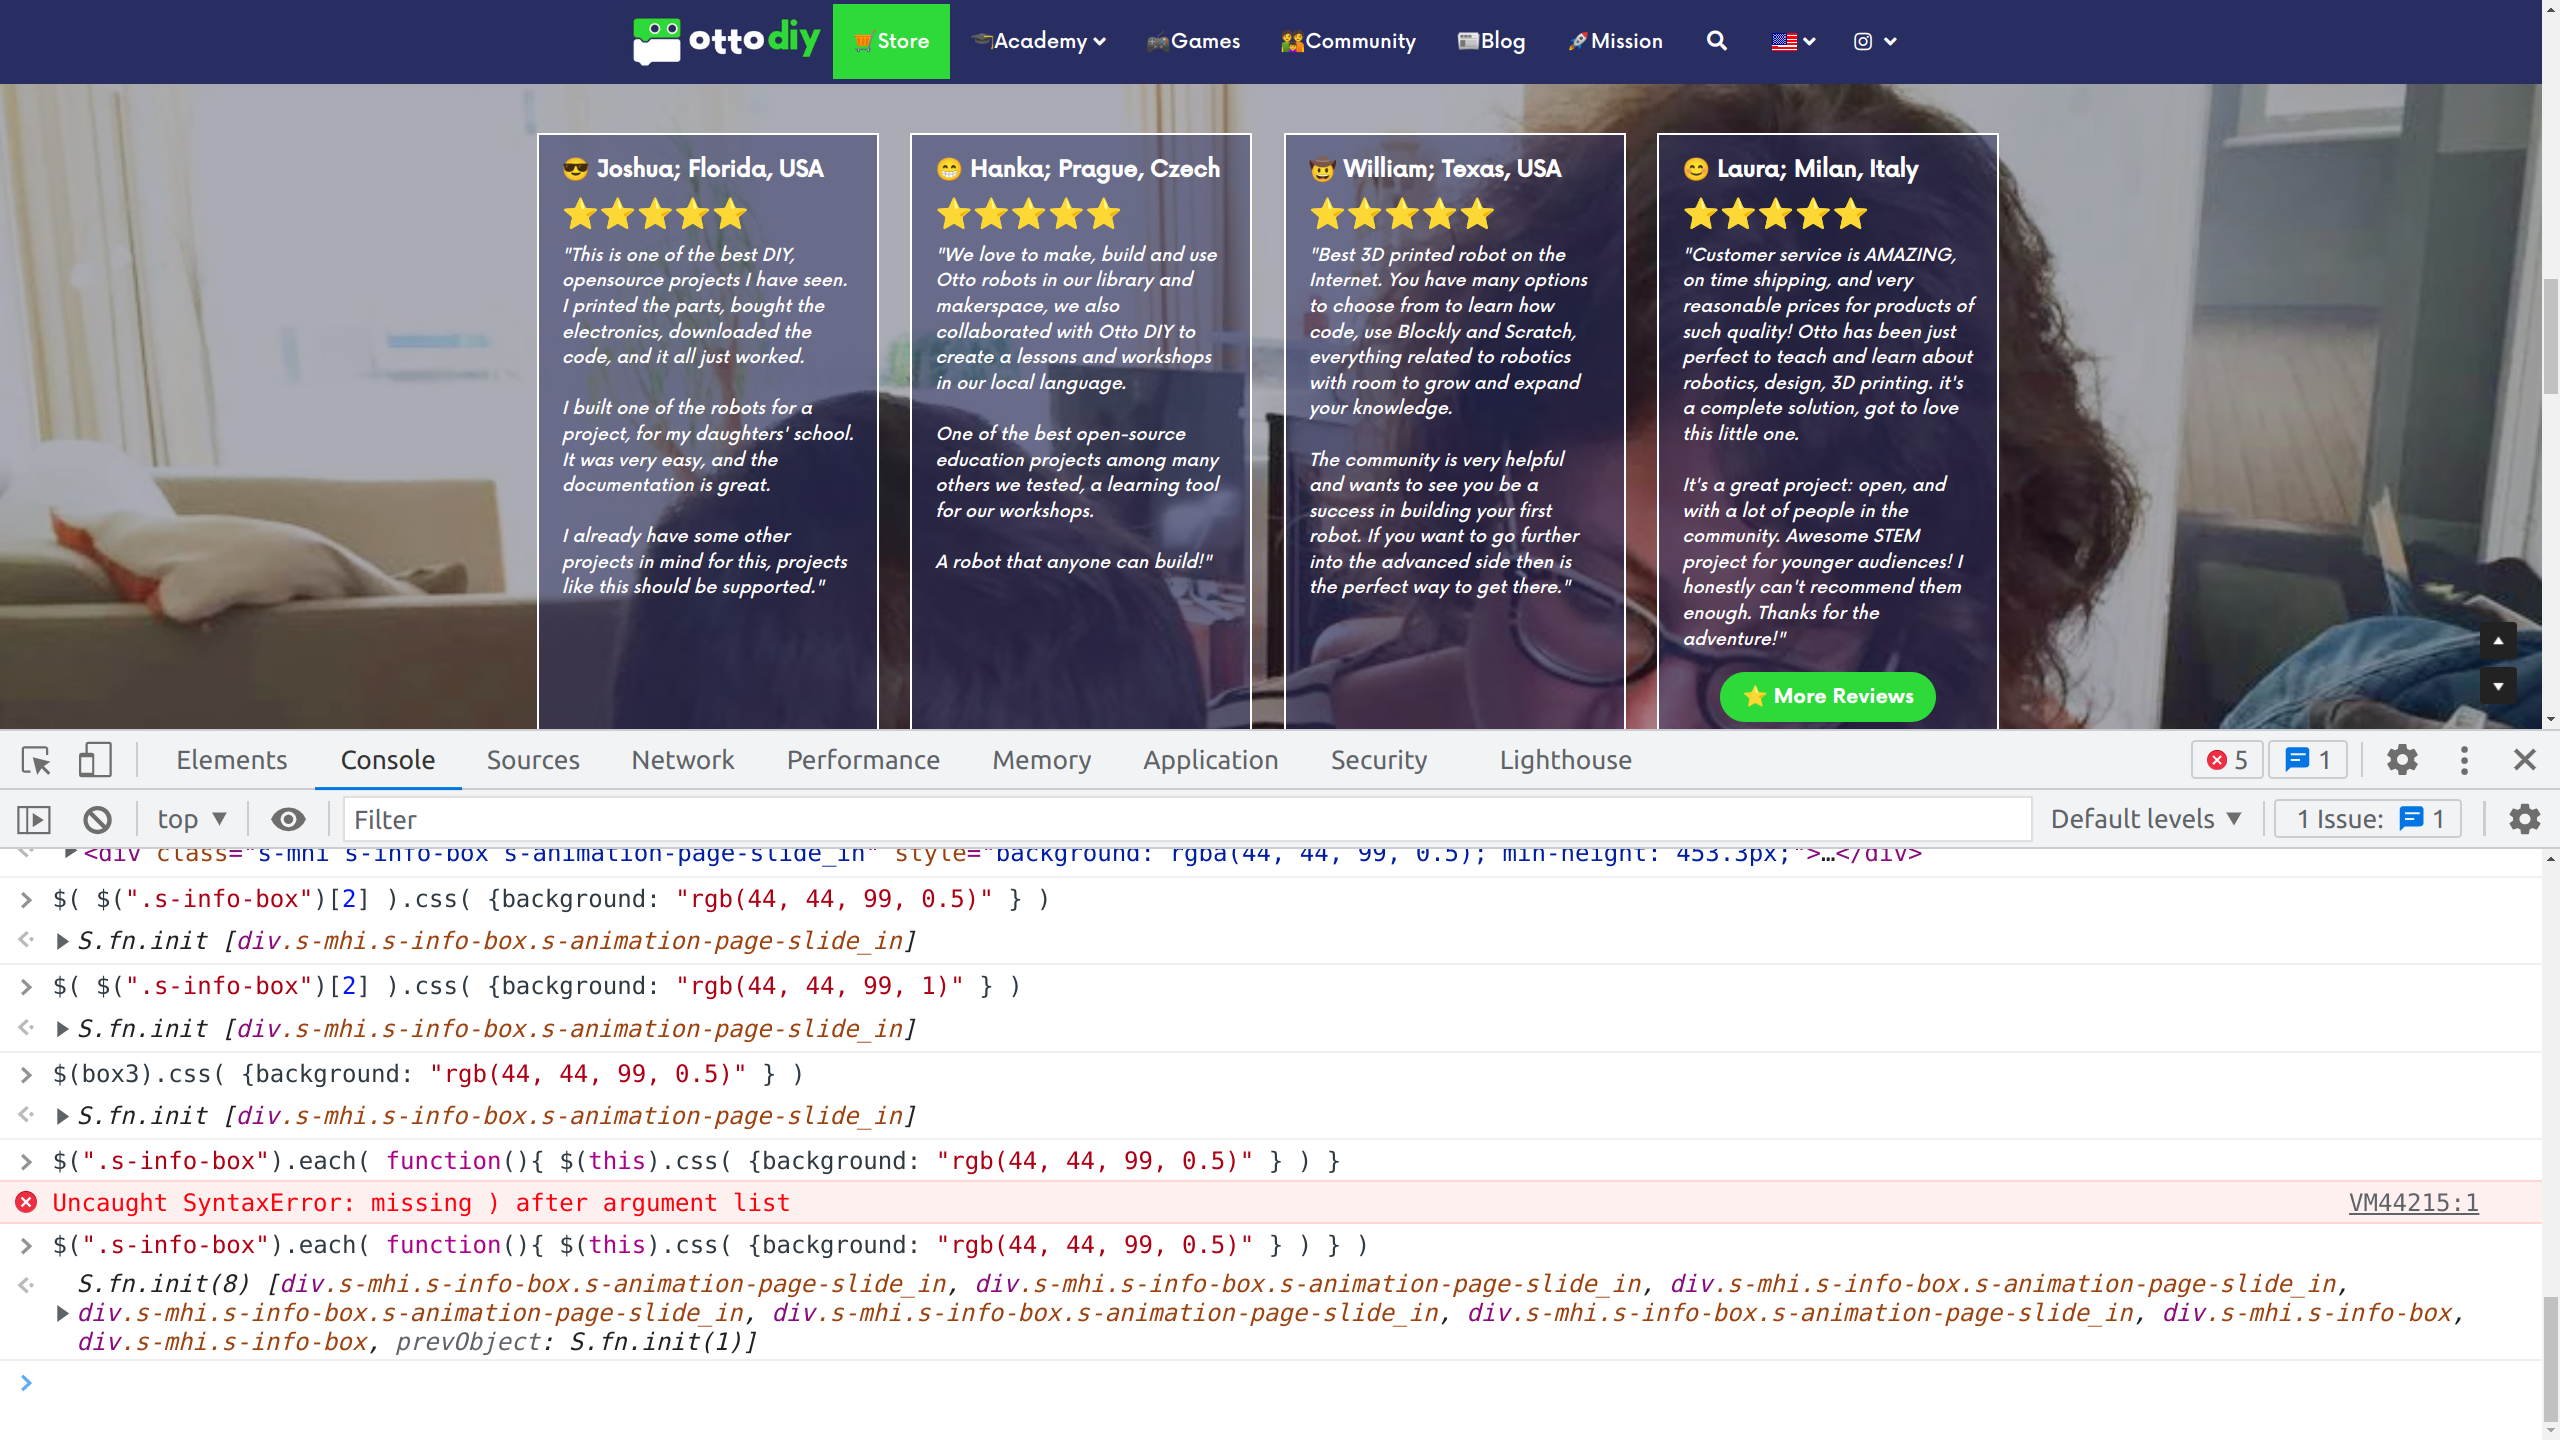 ottodiy Store Academy Games Community Blog Mission
Joshua; Florida, USA
"This is one of the best DIY,
opensource projects I have seen.
I printed the parts, bought the
electronics, downloaded the
code, and it all just worked.
I built one of the robots for a
project, for my daughters' school.
It was very easy, and the
documentation is great.
I already have some other
projects in mind for this, projects
like this should be supported."
Hanka; Prague, Czech
"We love to make, build and use
Otto robots in our library and
makerspace, we also
collaborated with Otto DIY to
create a lessons and workshops
in our local language.
One of the best open-source
education projects among many
others we tested, a learning tool
for our workshops.
A robot that anyone can build!"
William; Texas, USA
"Best 3D printed robot on the
Internet. You have many options
to choose from to learn how
code, use Blockly and Scratch,
everything related to robotics
with room to grow and expand
your knowledge.
The community is very helpful
and wants to see you be a
success in building your first
robot. If you want to go further
into the advanced side then is
the perfect way to get there."
Laura; Milan, Italy
"Customer service is AMAZING,
on time shipping, and very
reasonable prices for products of
such quality! Otto has been just
perfect to teach and learn about
robotics, design, 3D printing. it's
a complete solution, got to love
this little one.
It's a great project: open, and
with a lot of people in the
community. Awesome STEM
project for younger audiences! I
honestly can't recommend them
enough. Thanks for the
adventure!"
More Reviews
Elements Console Sources Network Performance Memory Application Security Lighthouse 5 1
top Filter Default levels 1 Issue: 1
<div class="s-mhi s-info-box s-animation-page-slide_in" style="background: rgba(44, 44, 99, 0.5); min-height: 453.3px;">…</div>
$( $(".s-info-box")[2] ).css( {background: "rgb(44, 44, 99, 0.5)" } )
S.fn.init [div.s-mhi.s-info-box.s-animation-page-slide_in]
$( $(".s-info-box")[2] ).css( {background: "rgb(44, 44, 99, 1)" } )
S.fn.init [div.s-mhi.s-info-box.s-animation-page-slide_in]
$(box3).css( {background: "rgb(44, 44, 99, 0.5)" } )
S.fn.init [div.s-mhi.s-info-box.s-animation-page-slide_in]
$(".s-info-box").each( function(){ $(this).css( {background: "rgb(44, 44, 99, 0.5)" } ) }
Uncaught SyntaxError: missing ) after argument list VM44215:1
$(".s-info-box").each( function(){ $(this).css( {background: "rgb(44, 44, 99, 0.5)" } ) } )
S.fn.init(8) [div.s-mhi.s-info-box.s-animation-page-slide_in, div.s-mhi.s-info-box.s-animation-page-slide_in, div.s-mhi.s-info-box.s-animation-page-slide_in,
div.s-mhi.s-info-box.s-animation-page-slide_in, div.s-mhi.s-info-box.s-animation-page-slide_in, div.s-mhi.s-info-box.s-animation-page-slide_in, div.s-mhi.s-info-box,
div.s-mhi.s-info-box, prevObject: S.fn.init(1)]